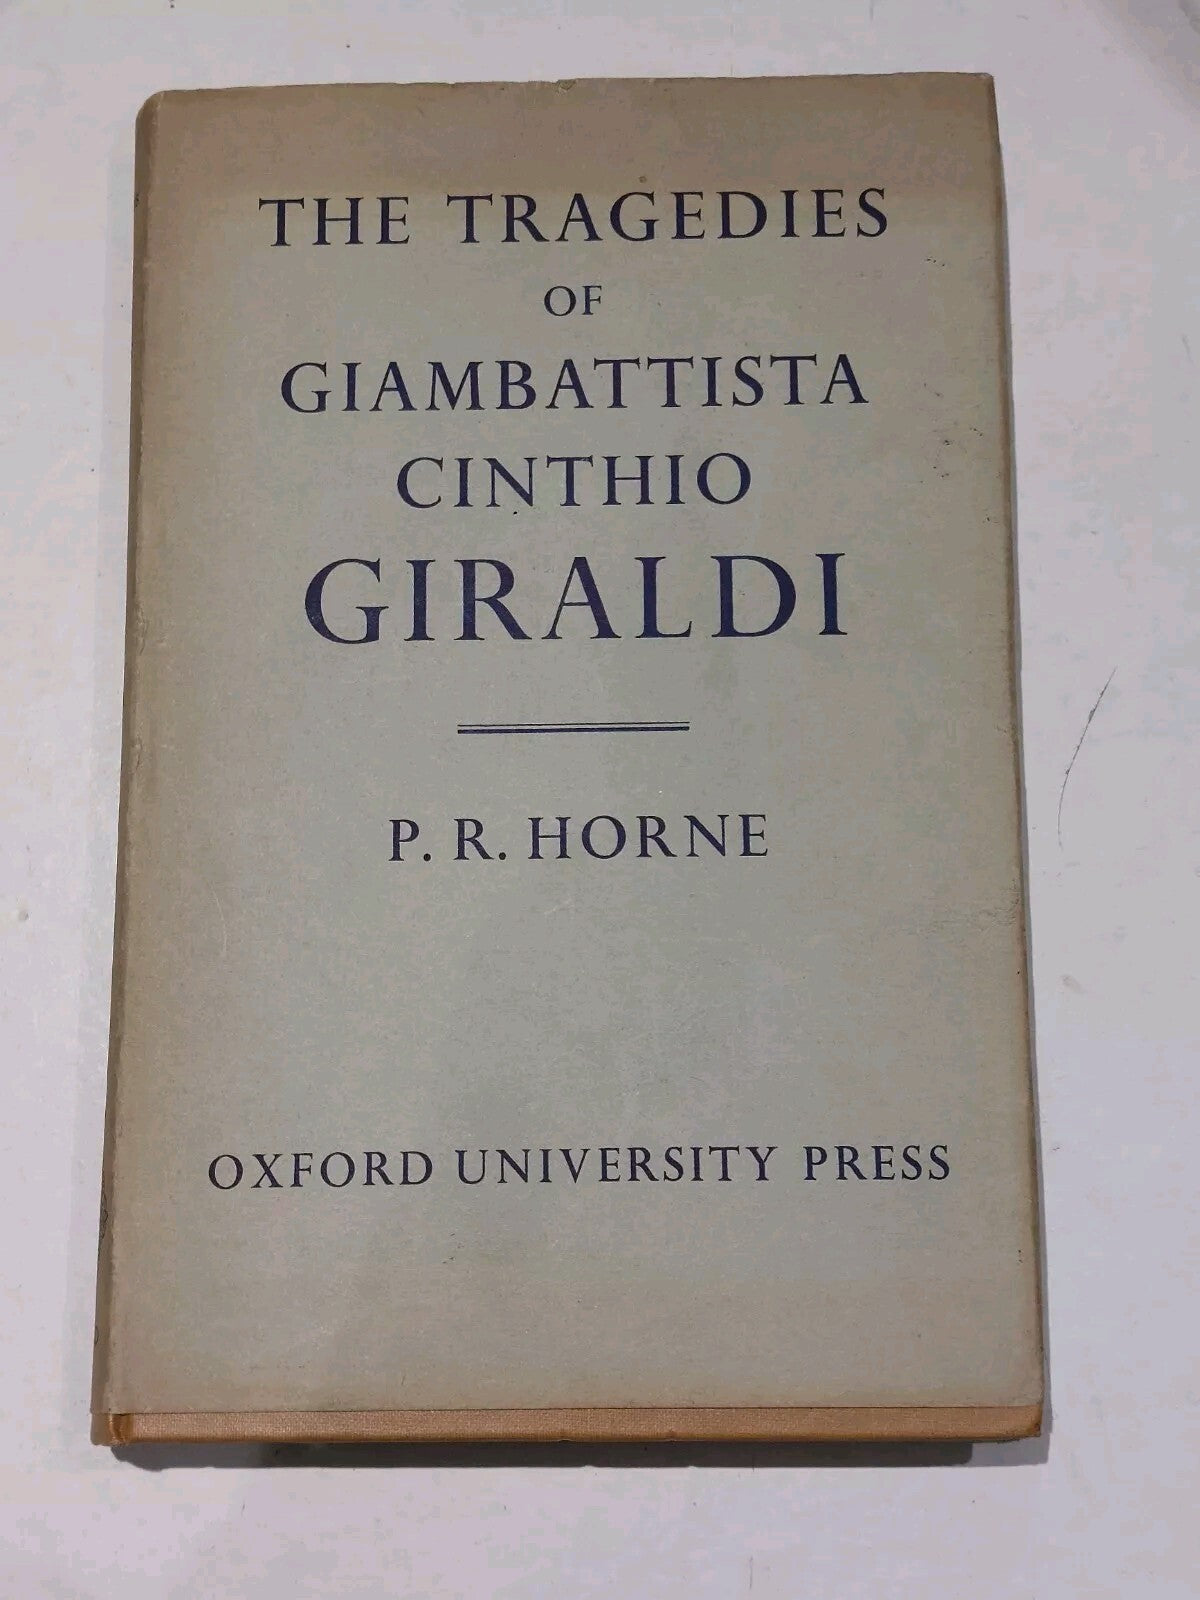 THE TRAGEDIES
OF
GIAMBATTISTA
CINTHIO
GIRALDI
P. R. HORNE
OXFORD UNIVERSITY PRESS